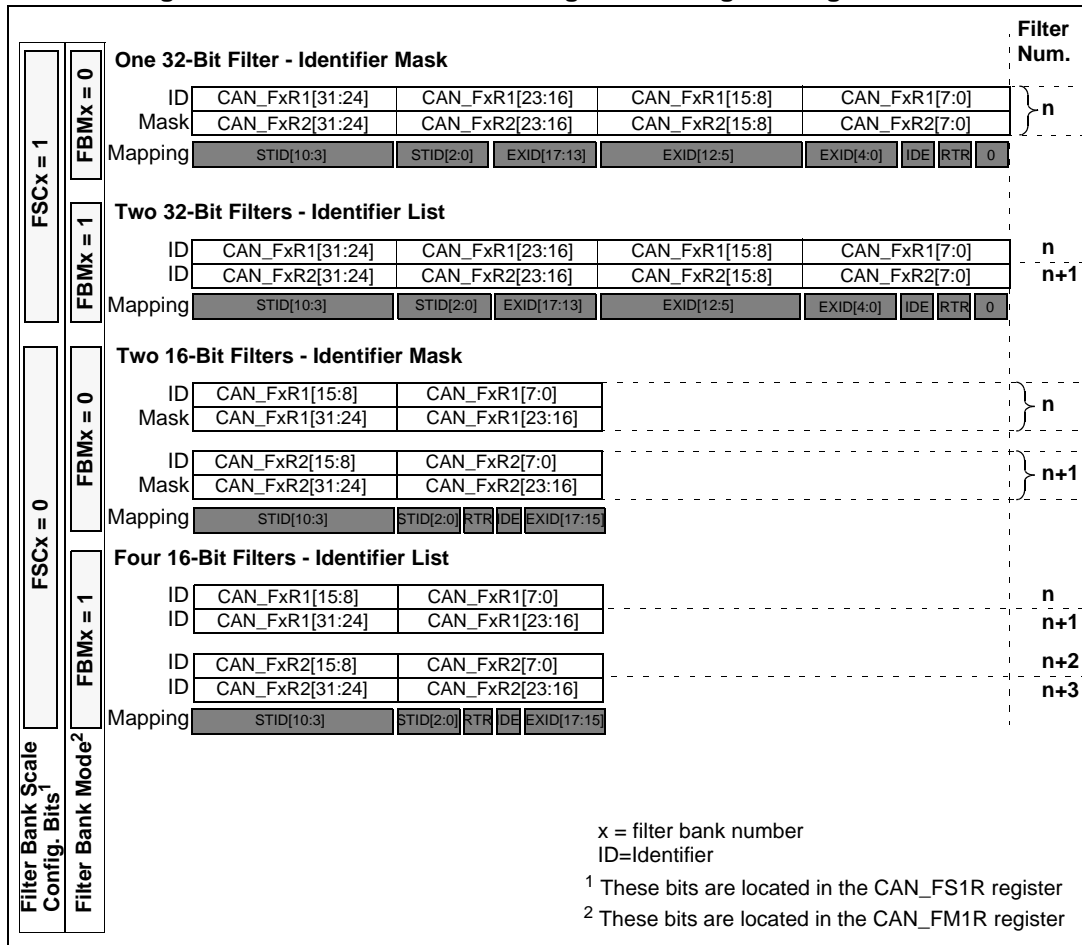 Filter
Num.
One 32-Bit Filter - Identifier Mask
ID CAN_FxR1[31:24] CAN_FxR1[23:16] CAN_FxR1[15:8] CAN_FxR1[7:0] n
Mask CAN_FxR2[31:24] CAN_FxR2[23:16] CAN_FxR2[15:8] CAN_FxR2[7:0]
Mapping STID[10:3] STID[2:0] EXID[17:13] EXID[12:5] EXID[4:0] IDE RTR 0
FSCx = 1
FBMx = 0
Two 32-Bit Filters - Identifier List
ID CAN_FxR1[31:24] CAN_FxR1[23:16] CAN_FxR1[15:8] CAN_FxR1[7:0] n
ID CAN_FxR2[31:24] CAN_FxR2[23:16] CAN_FxR2[15:8] CAN_FxR2[7:0] n+1
Mapping STID[10:3] STID[2:0] EXID[17:13] EXID[12:5] EXID[4:0] IDE RTR 0
FBMx = 1
Two 16-Bit Filters - Identifier Mask
ID CAN_FxR1[15:8] CAN_FxR1[7:0] n
Mask CAN_FxR1[31:24] CAN_FxR1[23:16]
ID CAN_FxR2[15:8] CAN_FxR2[7:0] n+1
Mask CAN_FxR2[31:24] CAN_FxR2[23:16]
Mapping STID[10:3] STID[2:0] RTR IDE EXID[17:15]
FSCx = 0
FBMx = 0
Four 16-Bit Filters - Identifier List
ID CAN_FxR1[15:8] CAN_FxR1[7:0] n
ID CAN_FxR1[31:24] CAN_FxR1[23:16] n+1
ID CAN_FxR2[15:8] CAN_FxR2[7:0] n+2
ID CAN_FxR2[31:24] CAN_FxR2[23:16] n+3
Mapping STID[10:3] STID[2:0] RTR IDE EXID[17:15]
FBMx = 1
Filter Bank Scale
Config. Bits1
Filter Bank Mode2
x = filter bank number
ID=Identifier
1 These bits are located in the CAN_FS1R register
2 These bits are located in the CAN_FM1R register